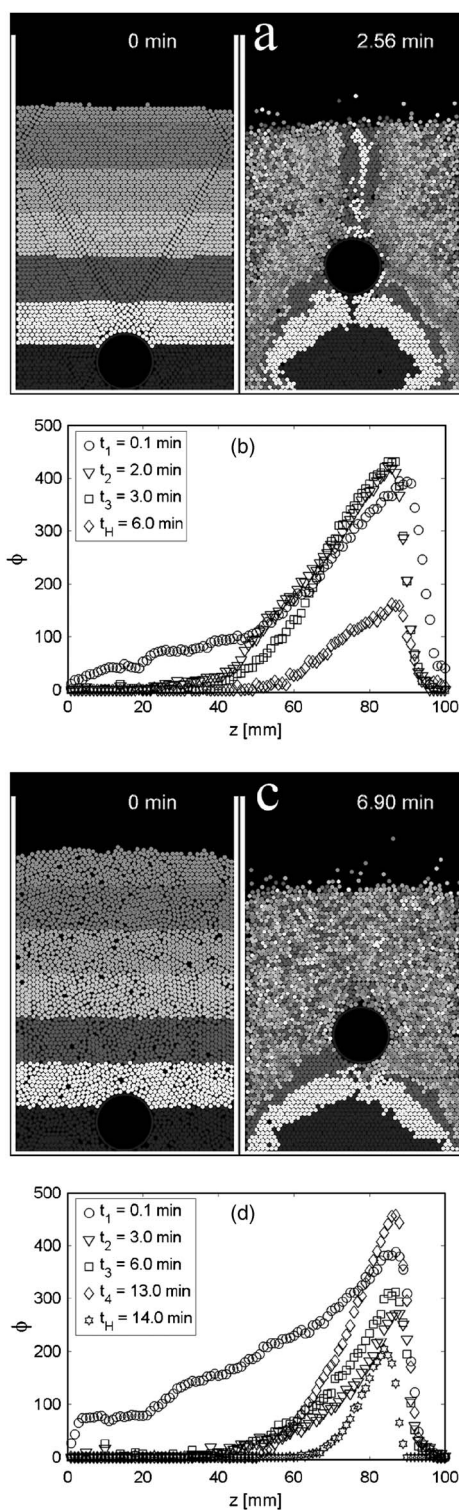 0 min
a
2.56 min
(b)
t1 = 0.1 min
t2 = 2.0 min
t3 = 3.0 min
tH = 6.0 min
500
400
300
200
100
0
ϕ
0 20 40 60 80 100
z [mm]
0 min
c
6.90 min
(d)
t1 = 0.1 min
t2 = 3.0 min
t3 = 6.0 min
t4 = 13.0 min
tH = 14.0 min
500
400
300
200
100
0
ϕ
0 20 40 60 80 100
z [mm]